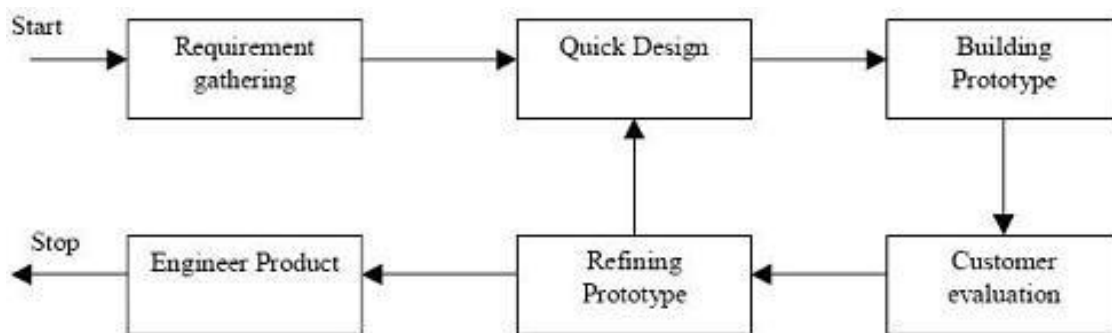 Start
Requirement
gathering
Quick Design
Building
Prototype
Stop
Engineer Product
Refining
Prototype
Customer
evaluation